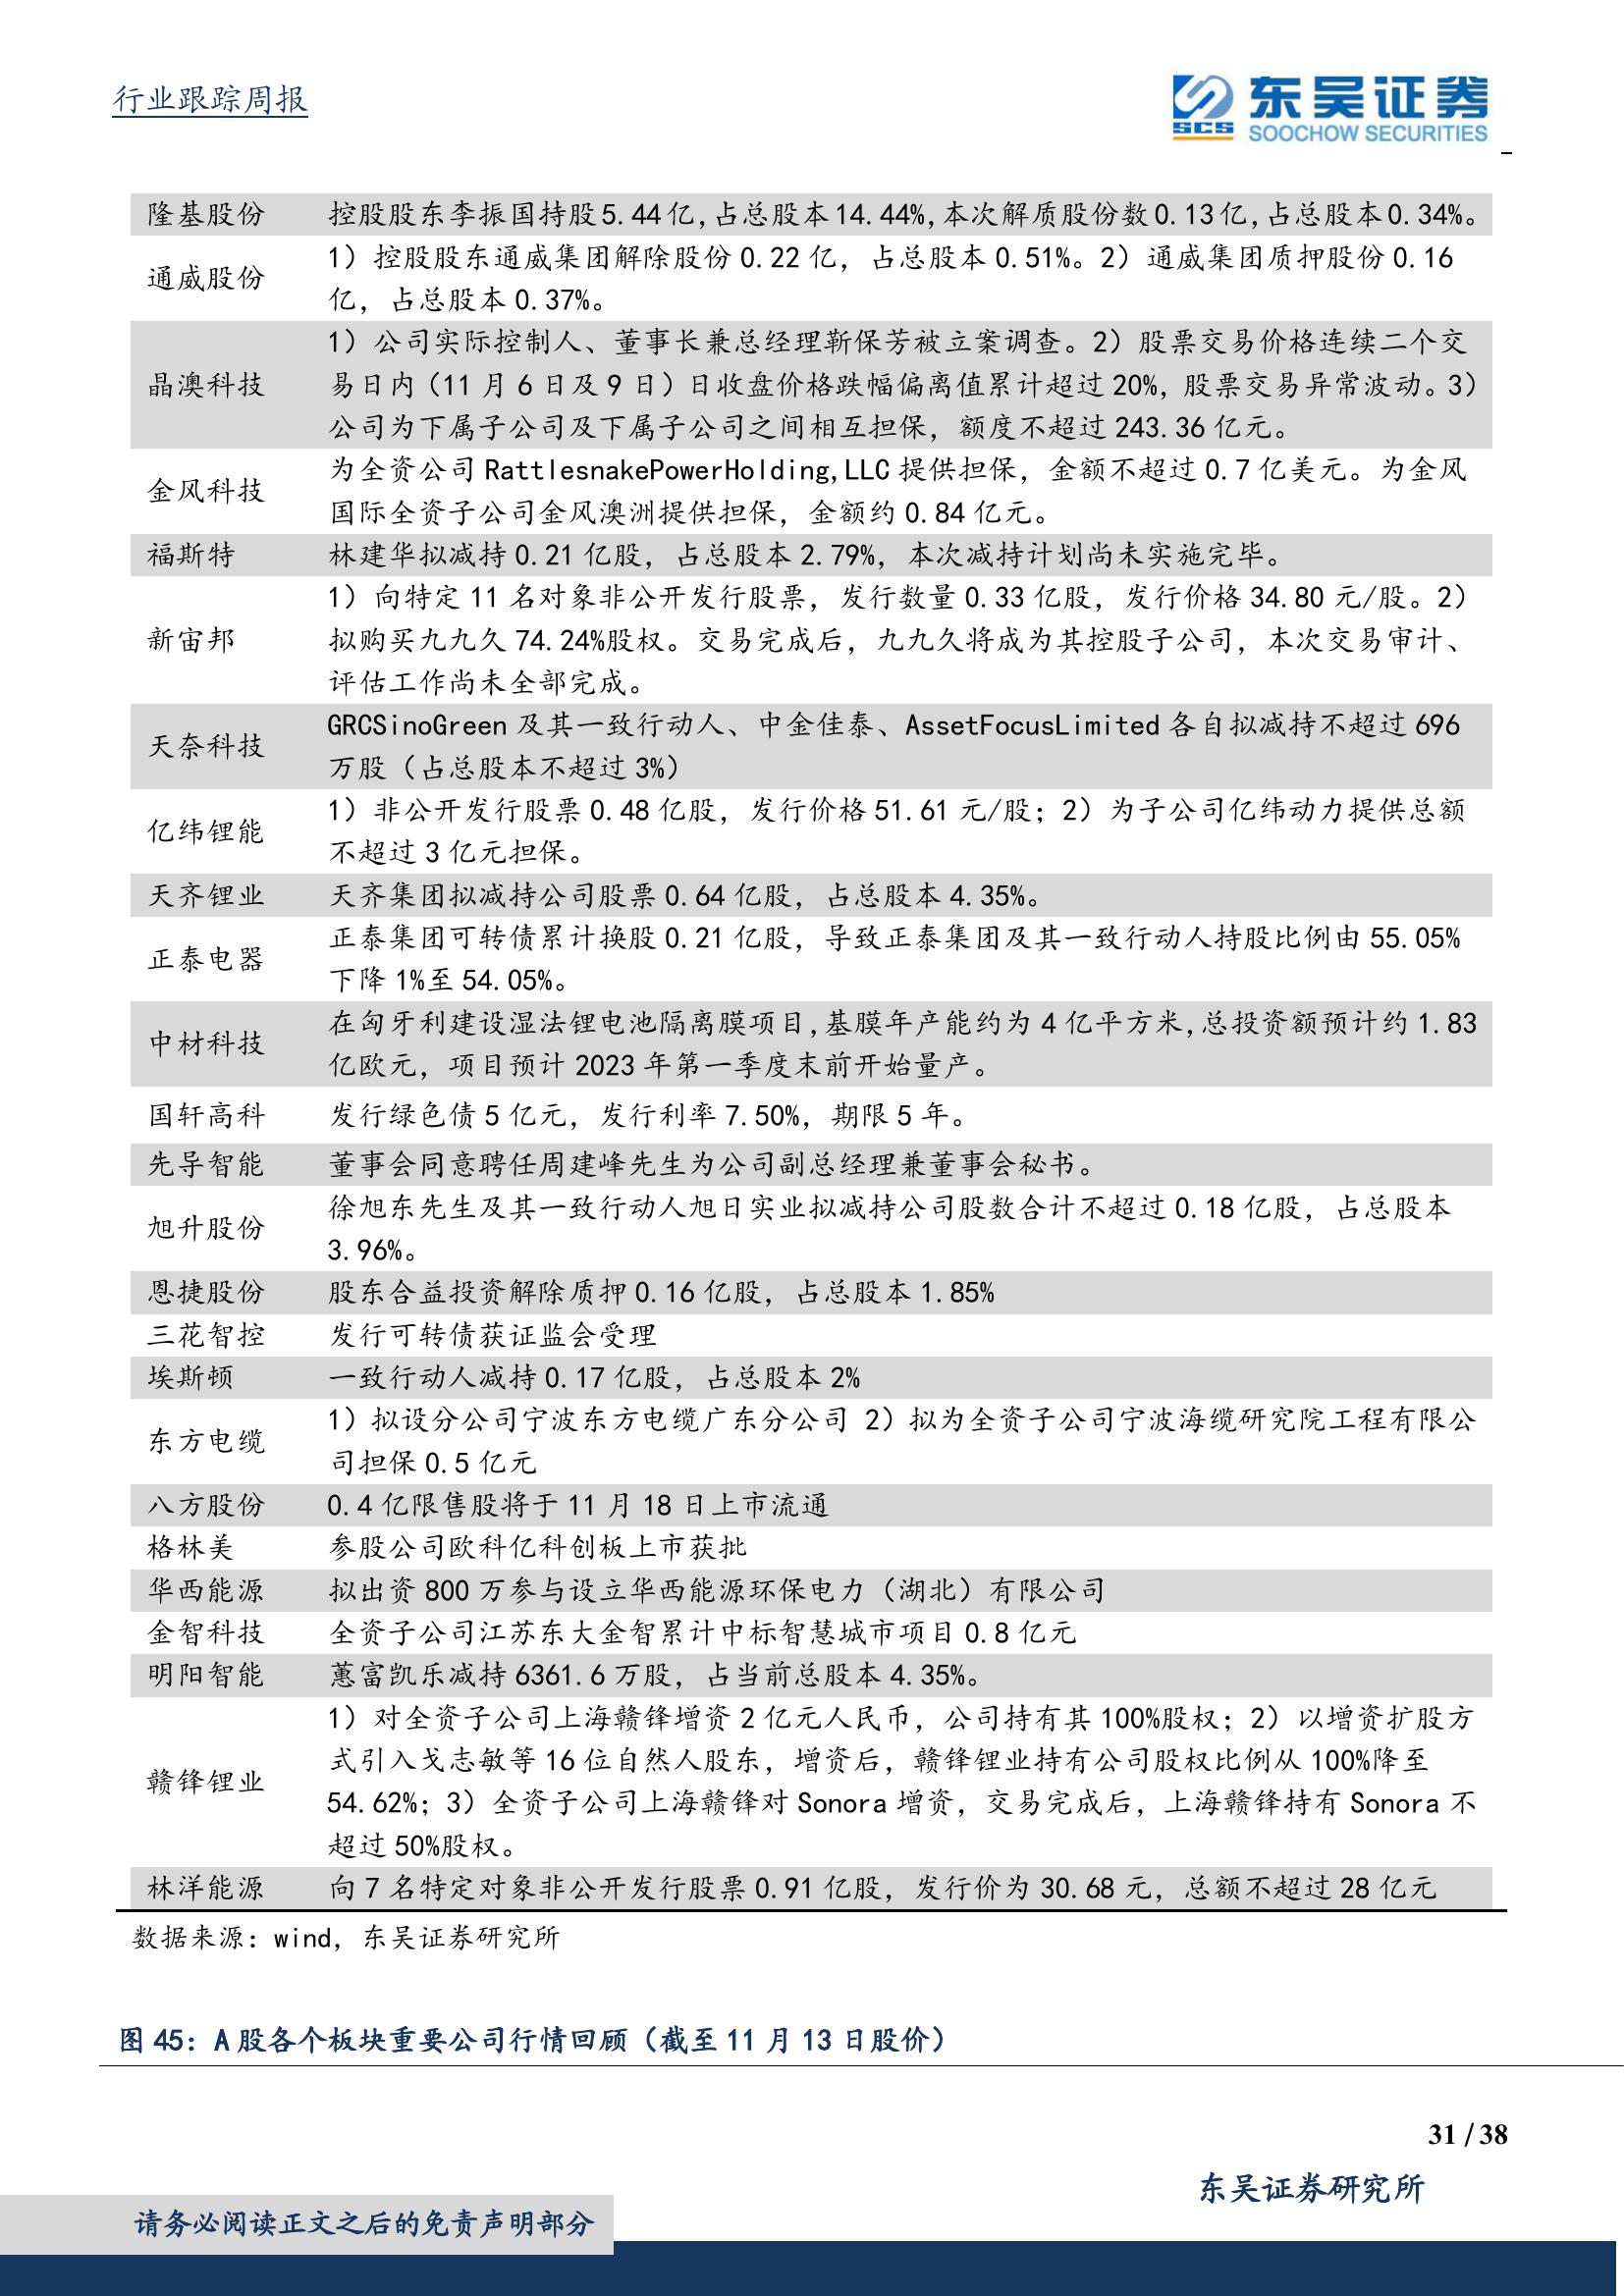 行业跟踪周报
SCS
东吴证券
SOOCHOW SECURITIES
隆基股份 控股股东李振国持股5.44亿,占总股本14.44%,本次解质股份数0.13亿,占总股本0.34%。
通威股份
1）控股股东通威集团解除股份 0.22 亿，占总股本 0.51%。2）通威集团质押股份 0.16
亿，占总股本 0.37%。
晶澳科技
1）公司实际控制人、董事长兼总经理靳保芳被立案调查。2）股票交易价格连续二个交
易日内（11 月 6 日及 9 日）日收盘价格跌幅偏离值累计超过 20%，股票交易异常波动。3）
公司为下属子公司及下属子公司之间相互担保，额度不超过 243.36 亿元。
金风科技
为全资公司 RattlesnakePowerHolding,LLC 提供担保，金额不超过 0.7 亿美元。为金风
国际全资子公司金风澳洲提供担保，金额约 0.84 亿元。
福斯特 林建华拟减持 0.21 亿股，占总股本 2.79%，本次减持计划尚未实施完毕。
新宙邦
1）向特定 11 名对象非公开发行股票，发行数量 0.33 亿股，发行价格 34.80 元/股。2）
拟购买九九久 74.24%股权。交易完成后，九九久将成为其控股子公司，本次交易审计、
评估工作尚未全部完成。
天奈科技
GRCSinoGreen 及其一致行动人、中金佳泰、AssetFocusLimited 各自拟减持不超过 696
万股（占总股本不超过 3%）
亿纬锂能
1）非公开发行股票 0.48 亿股，发行价格 51.61 元/股；2）为子公司亿纬动力提供总额
不超过 3 亿元担保。
天齐锂业 天齐集团拟减持公司股票 0.64 亿股，占总股本 4.35%。
正泰电器
正泰集团可转债累计换股 0.21 亿股，导致正泰集团及其一致行动人持股比例由 55.05%
下降 1%至 54.05%。
中材科技
在匈牙利建设湿法锂电池隔离膜项目,基膜年产能约为 4 亿平方米,总投资额预计约 1.83
亿欧元，项目预计 2023 年第一季度末前开始量产。
国轩高科 发行绿色债 5 亿元，发行利率 7.50%，期限 5 年。
先导智能 董事会同意聘任周建峰先生为公司副总经理兼董事会秘书。
旭升股份
徐旭东先生及其一致行动人旭日实业拟减持公司股数合计不超过 0.18 亿股，占总股本
3.96%。
恩捷股份 股东合益投资解除质押 0.16 亿股，占总股本 1.85%
三花智控 发行可转债获证监会受理
埃斯顿 一致行动人减持 0.17 亿股，占总股本 2%
东方电缆
1）拟设分公司宁波东方电缆广东分公司 2）拟为全资子公司宁波海缆研究院工程有限公
司担保 0.5 亿元
八方股份 0.4 亿限售股将于 11 月 18 日上市流通
格林美 参股公司欧科亿科创板上市获批
华西能源 拟出资 800 万参与设立华西能源环保电力（湖北）有限公司
金智科技 全资子公司江苏东大金智累计中标智慧城市项目 0.8 亿元
明阳智能 蕙富凯乐减持 6361.6 万股，占当前总股本 4.35%。
赣锋锂业
1）对全资子公司上海赣锋增资 2 亿元人民币，公司持有其 100%股权；2）以增资扩股方
式引入戈志敏等 16 位自然人股东，增资后，赣锋锂业持有公司股权比例从 100%降至
54.62%；3）全资子公司上海赣锋对 Sonora 增资，交易完成后，上海赣锋持有 Sonora 不
超过 50%股权。
林洋能源 向 7 名特定对象非公开发行股票 0.91 亿股，发行价为 30.68 元，总额不超过 28 亿元
数据来源：wind，东吴证券研究所
图 45：A 股各个板块重要公司行情回顾（截至 11 月 13 日股价）
31 / 38
东吴证券研究所
请务必阅读正文之后的免责声明部分